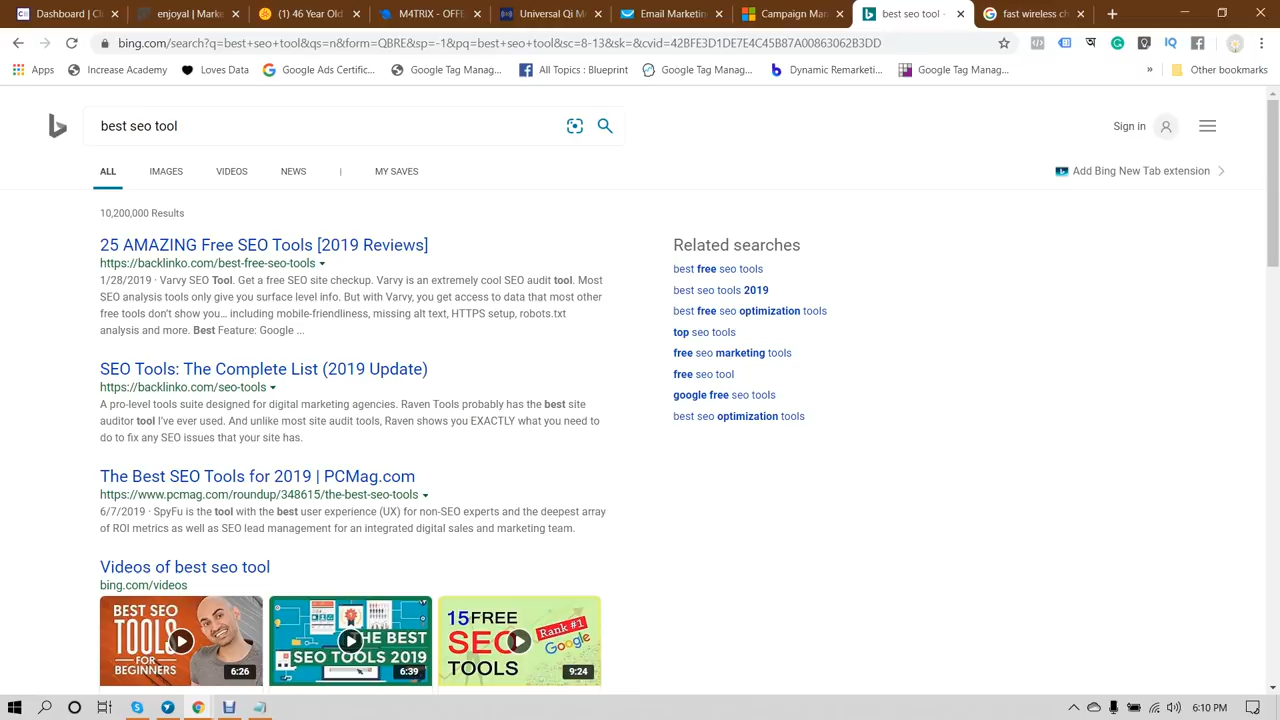 Best
enjoyal |
(1) 46 A
M4TRIX - OFF
Universal Qi M
Email Marketin
Campaign Mar
best seo tool -
fast wireless ch
bing.com/search?q=best+seo+tool&qs=n&form=QBRE&sp=-1&pq=best+seo+tool&sc=8-13&sk=&cvid=42BFE3D1DE7E4C45B87A00863062B3DD
Apps
Increase Academy
Loves Data
Google Ads Certific...
Google Tag Manag...
All Topics : Blueprint
Google Tag Manag...
Dynamic Remarketi...
Google Tag Manag...
»
Other bookmarks
best seo tool
Sign in
ALL IMAGES VIDEOS NEWS | MY SAVES
Add Bing New Tab extension
10,200,000 Results
25 AMAZING Free SEO Tools [2019 Reviews]
https://backlinko.com/best-free-seo-tools
1/28/2019 · Varvy SEO Tool. Get a free SEO site checkup. Varvy is an extremely cool SEO audit tool. Most
SEO analysis tools only give you surface level info. But with Varvy, you get access to data that most other
free tools don't show you… including mobile-friendliness, missing alt text, HTTPS setup, robots.txt
analysis and more. Best Feature: Google ...
SEO Tools: The Complete List (2019 Update)
https://backlinko.com/seo-tools
A pro-level tools suite designed for digital marketing agencies. Raven Tools probably has the best site
auditor tool I've ever used. And unlike most site audit tools, Raven shows you EXACTLY what you need to
do to fix any SEO issues that your site has.
The Best SEO Tools for 2019 | PCMag.com
https://www.pcmag.com/roundup/348615/the-best-seo-tools
6/7/2019 · SpyFu is the tool with the best user experience (UX) for non-SEO experts and the deepest array
of ROI metrics as well as SEO lead management for an integrated digital sales and marketing team.
Videos of best seo tool
bing.com/videos
BEST SEO
TOOLS
FOR
BEGINNERS
6:26
THE BEST
SEO TOOLS 2019
6:39
15 FREE
SEO
TOOLS
Rank #1
Google
9:24
Related searches
best free seo tools
best seo tools 2019
best free seo optimization tools
top seo tools
free seo marketing tools
free seo tool
google free seo tools
best seo optimization tools
6:10 PM